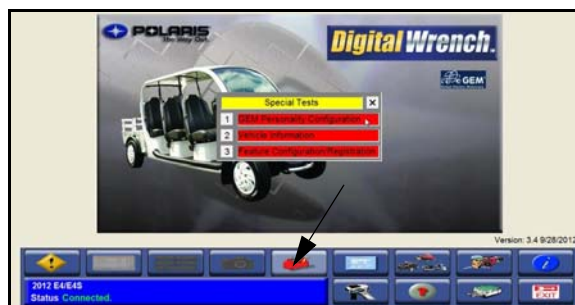 POLARIS
The Way Out.
Digital Wrench.
GEM
Special Tests
X
1 GEM Personality Configuration
2 Vehicle Information
3 Feature Configuration/Registration
Version: 3.4 9/28/2012
2012 E4/E4S
Status Connected.
EXIT